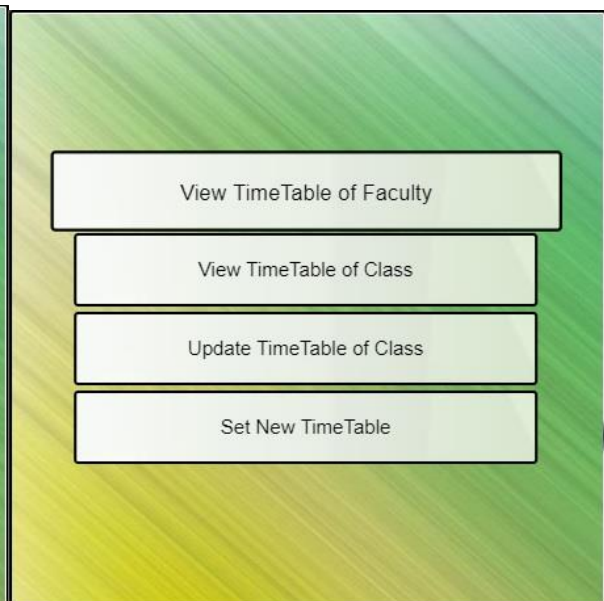 View TimeTable of Faculty
View TimeTable of Class
Update TimeTable of Class
Set New TimeTable